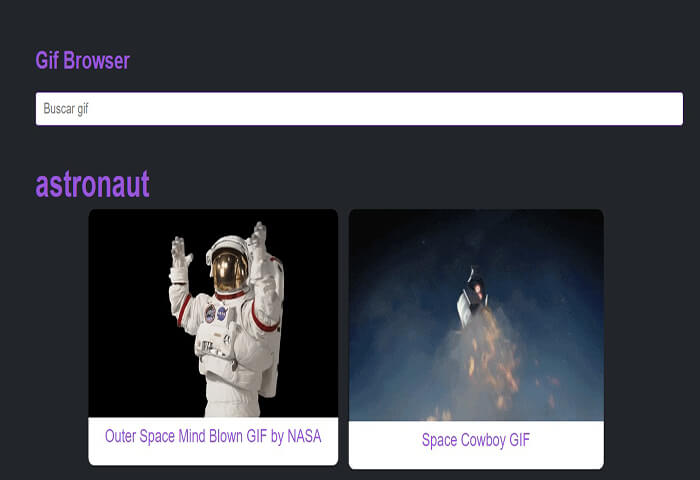 Gif Browser
Buscar gif
astronaut
Outer Space Mind Blown GIF by NASA
Space Cowboy GIF